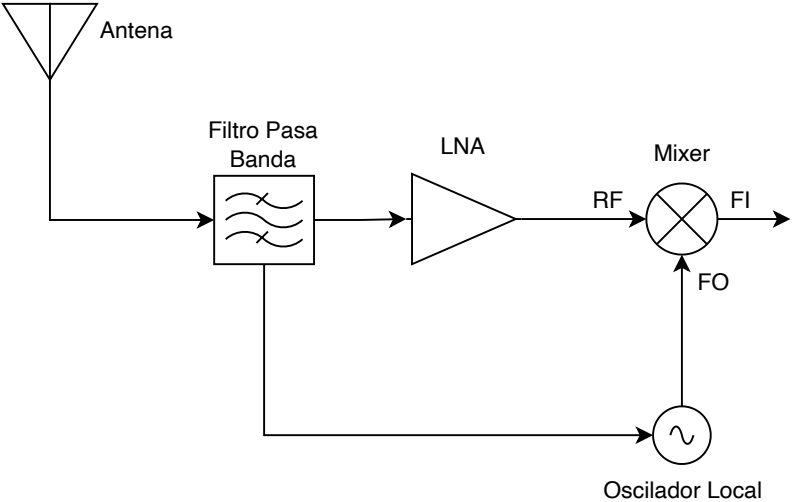 Antena
Filtro Pasa
Banda
LNA
Mixer
RF
FI
FO
Oscilador Local